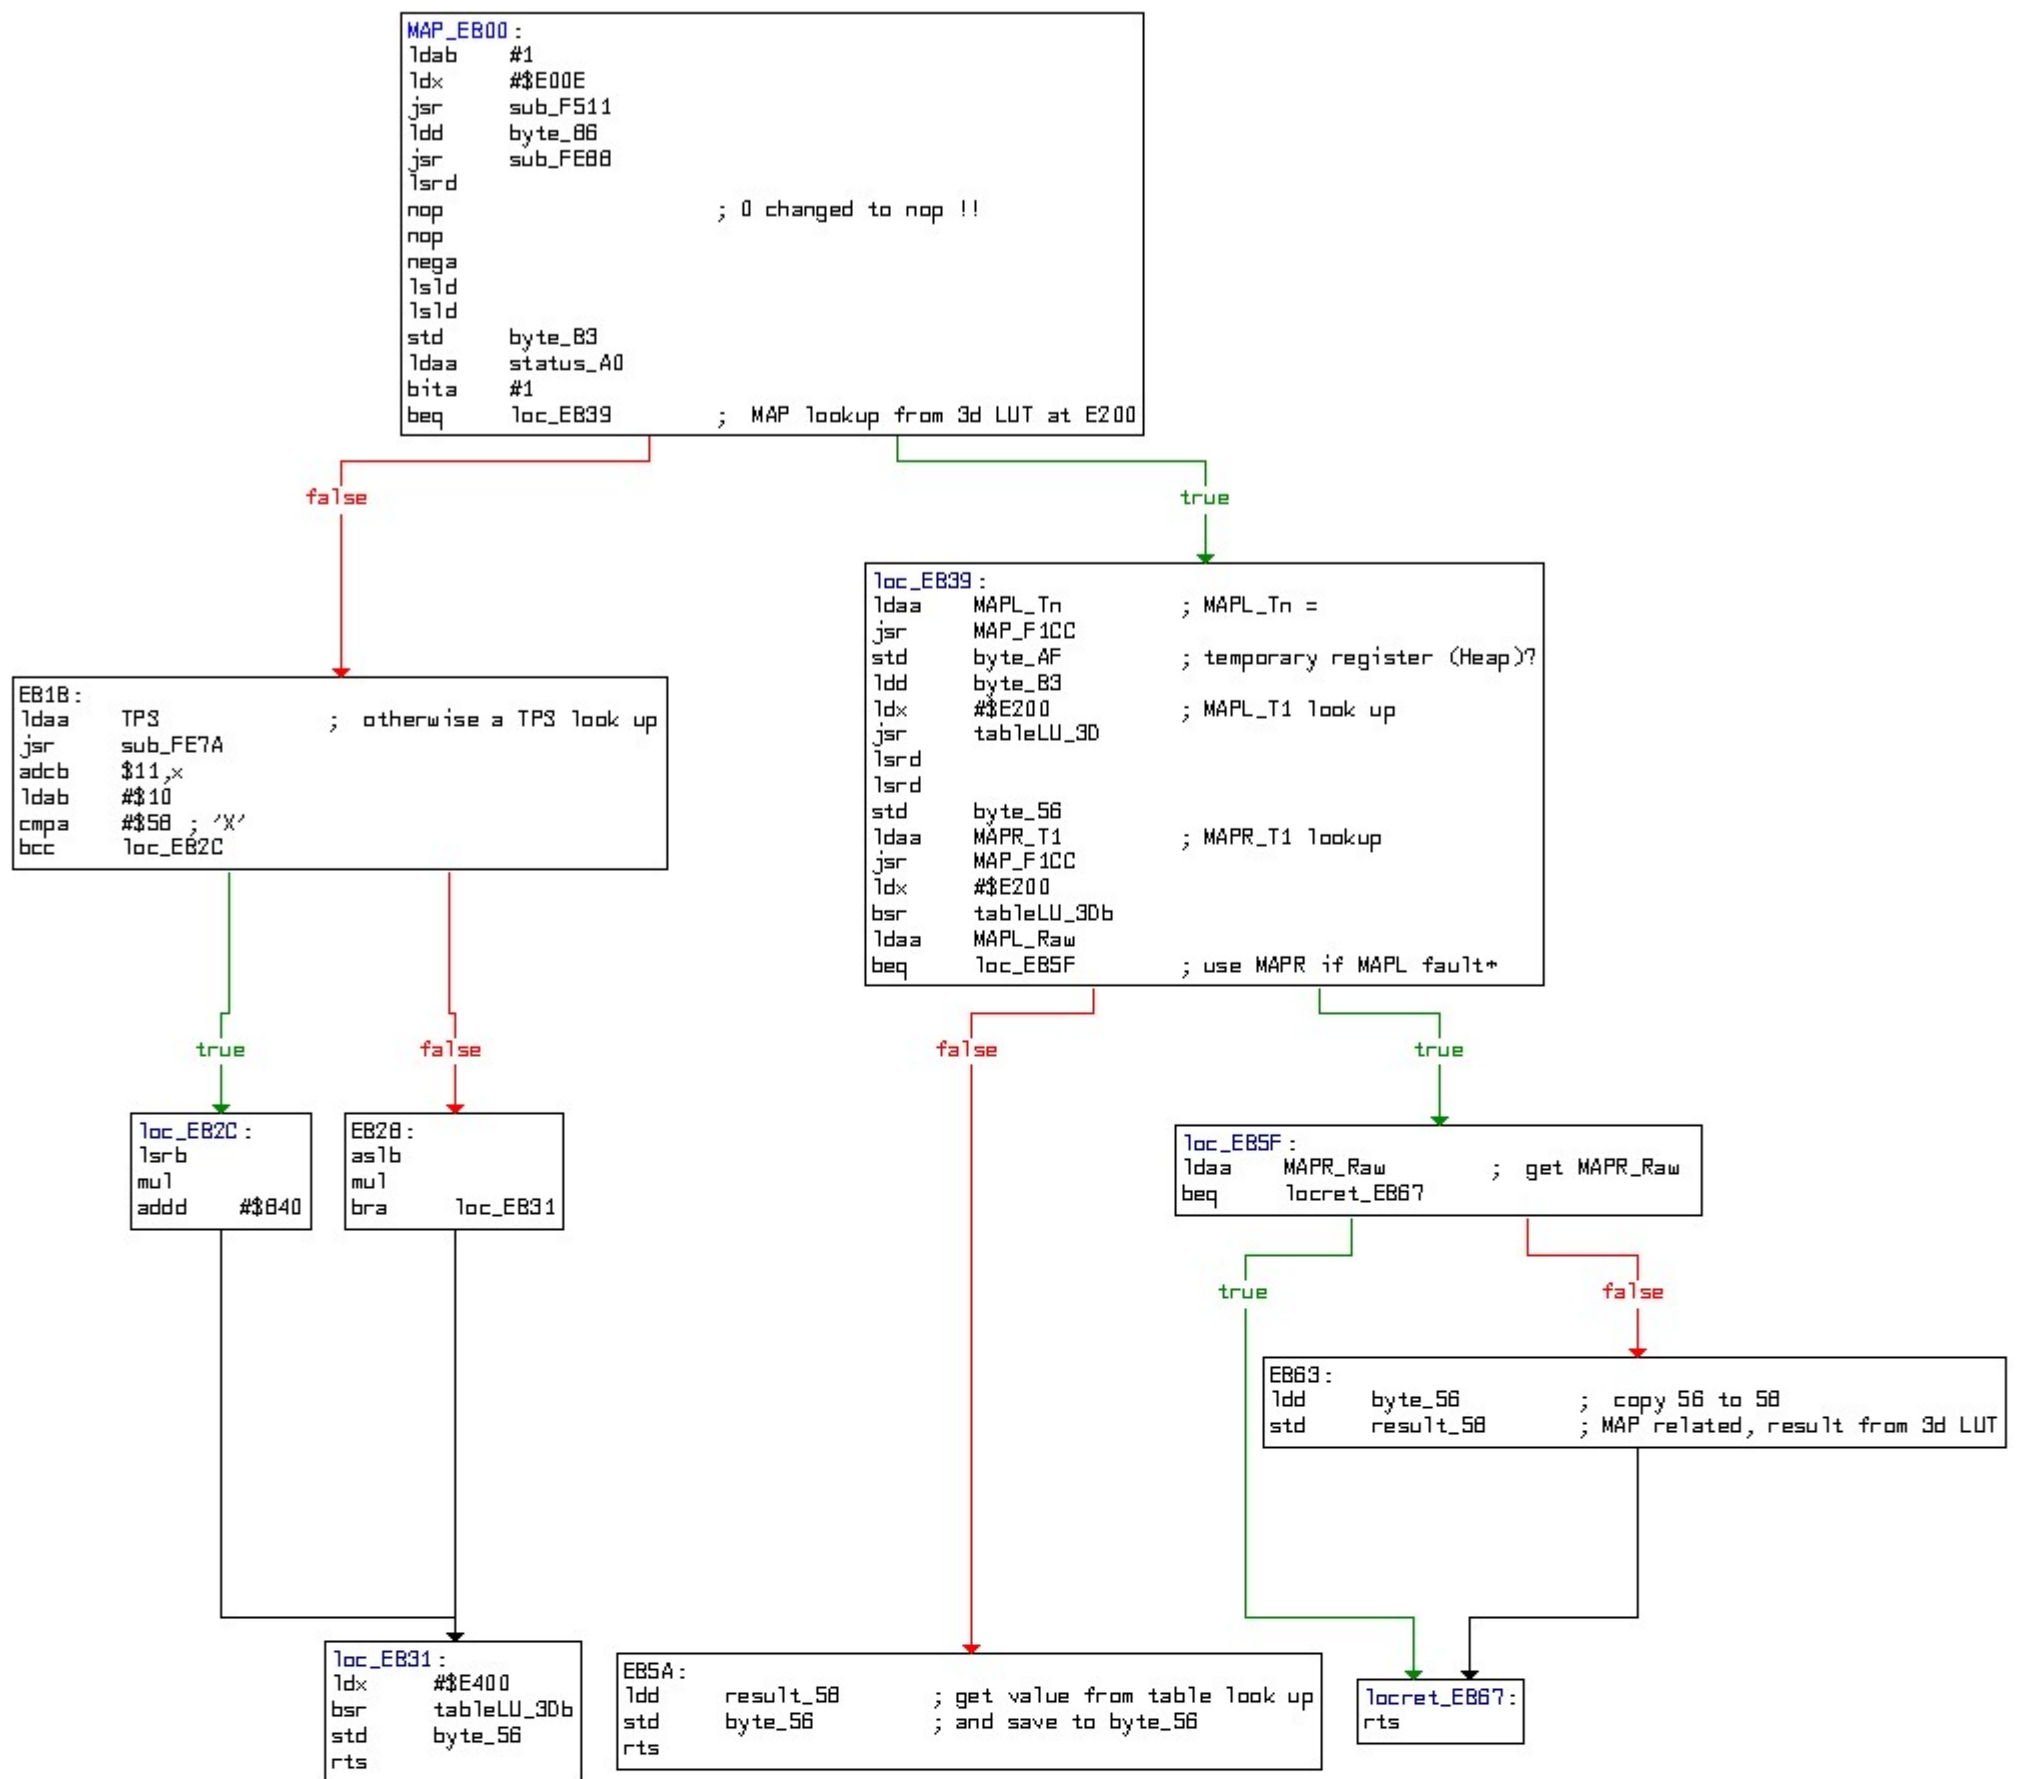 MAP_EB00:
ldab #1
ldx #$E00E
jsr sub_F511
ldd byte_86
jsr sub_FE88
lsrd
nop ; 0 changed to nop !!
nop
nega
lsld
lsld
std byte_B3
ldaa status_A0
bita #1
beq loc_EB39 ; MAP lookup from 3d LUT at E200
false
true
loc_EB39:
ldaa MAPL_Tn ; MAPL_Tn =
jsr MAP_F1CC
std byte_AF ; temporary register (Heap)?
ldd byte_B3
ldx #$E200 ; MAPL_T1 look up
jsr tableLU_3D
lsrd
lsrd
std byte_56
ldaa MAPR_T1 ; MAPR_T1 lookup
jsr MAP_F1CC
ldx #$E200
bsr tableLU_3Db
ldaa MAPL_Raw
beq loc_EB5F ; use MAPR if MAPL fault*
EB1B:
ldaa TPS ; otherwise a TPS look up
jsr sub_FE7A
adcb $11,x
ldab #$10
cmpa #$58 ; 'X'
bcc loc_EB2C
true
false
false
true
loc_EB2C:
lsrb
mul
addd #$840
EB28:
aslb
mul
bra loc_EB31
loc_EB5F:
ldaa MAPR_Raw ; get MAPR_Raw
beq locret_EB67
true
false
EB63:
ldd byte_56 ; copy 56 to 58
std result_58 ; MAP related, result from 3d LUT
loc_EB31:
ldx #$E400
bsr tableLU_3Db
std byte_56
rts
EB5A:
ldd result_58 ; get value from table look up
std byte_56 ; and save to byte_56
rts
locret_EB67:
rts